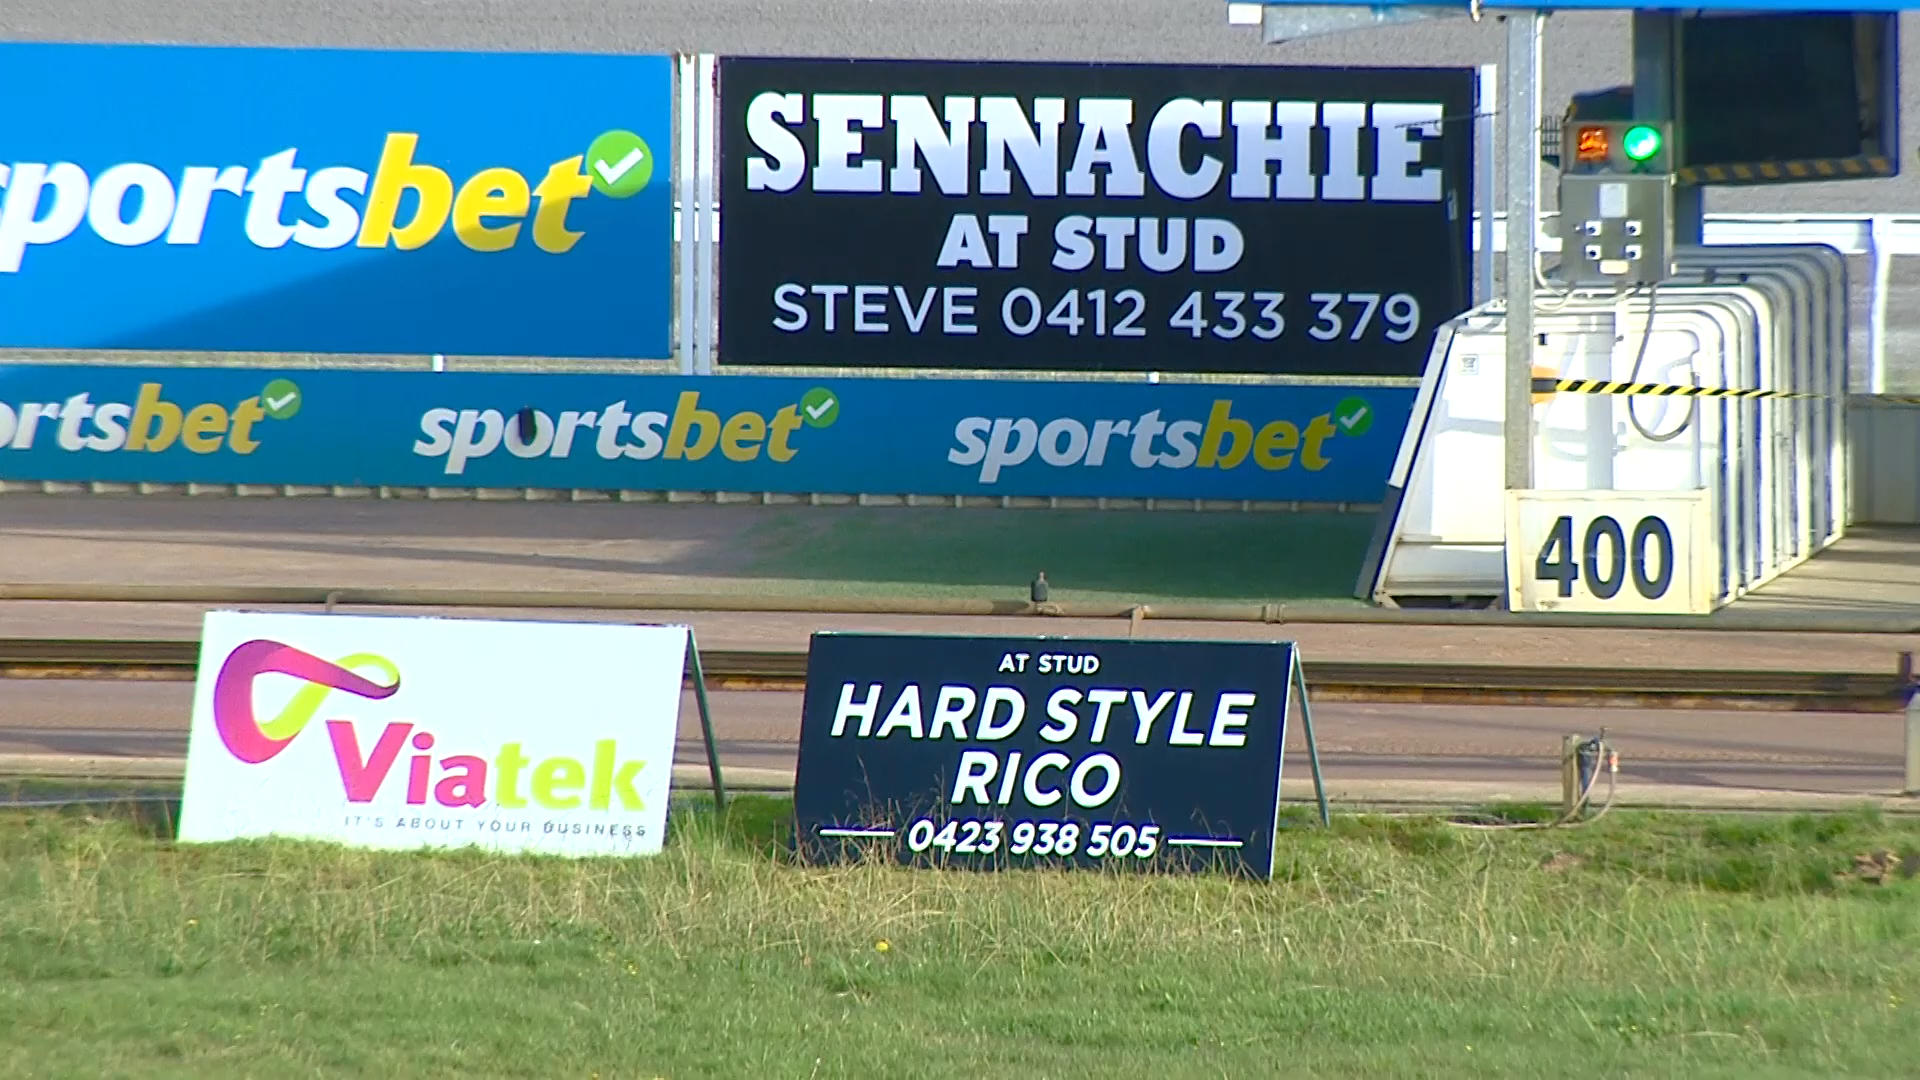 sportsbet
SENNACHIE
AT STUD
STEVE 0412 433 379
ortsbet
sportsbet
sportsbet
400
Viatek
IT'S ABOUT YOUR BUSINESS
AT STUD
HARD STYLE
RICO
0423 938 505